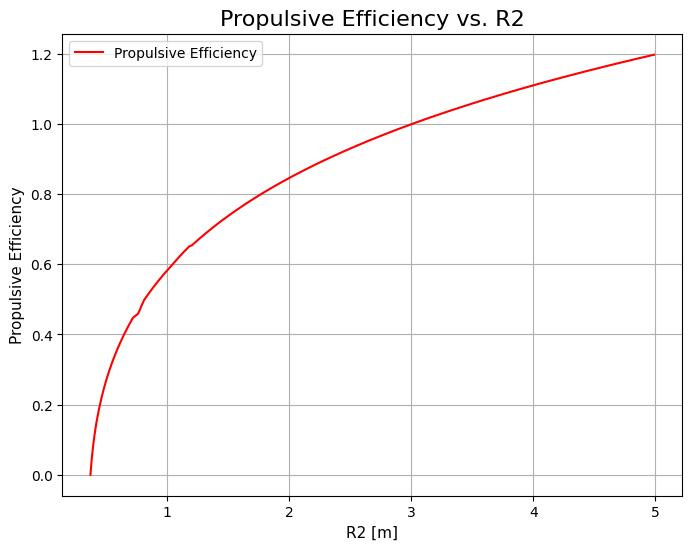 Propulsive Efficiency vs. R2
Propulsive Efficiency
1.2
1.0
0.8
0.6
0.4
0.2
0.0
Propulsive Efficiency
1 2 3 4 5
R2 [m]